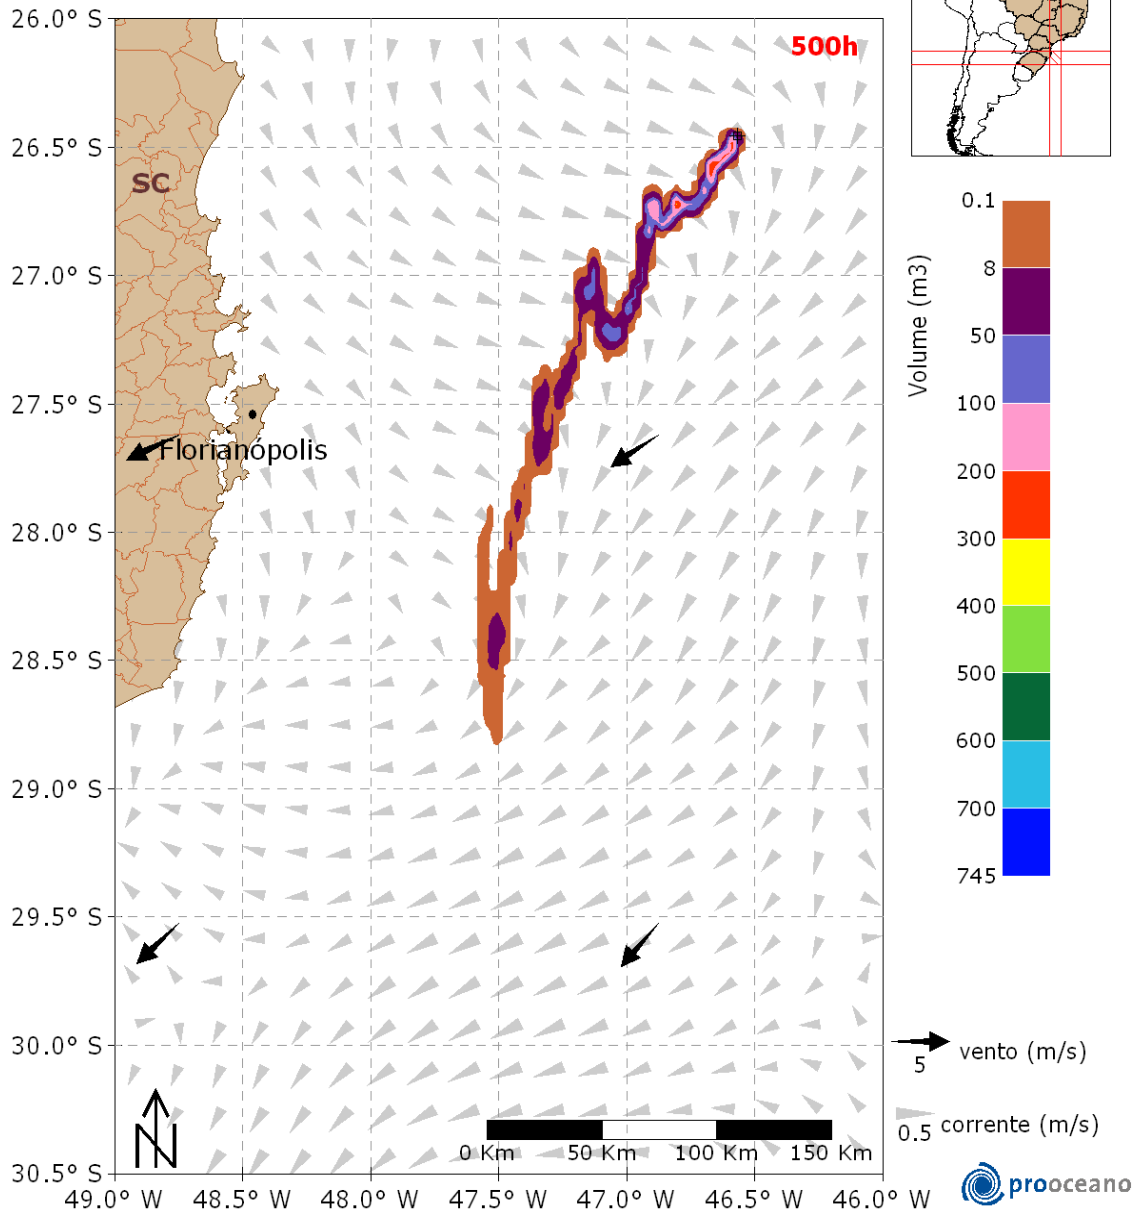 26.0° S
500h
26.5° S
SC
27.0° S
27.5° S
Florianópolis
28.0° S
28.5° S
29.0° S
29.5° S
30.0° S
30.5° S
49.0° W
48.5° W
48.0° W
47.5° W
47.0° W
46.5° W
46.0° W
N
0 Km
50 Km
100 Km
150 Km
Volume (m3)
0.1
8
50
100
200
300
400
500
600
700
745
5
vento (m/s)
0.5
corrente (m/s)
prooceano